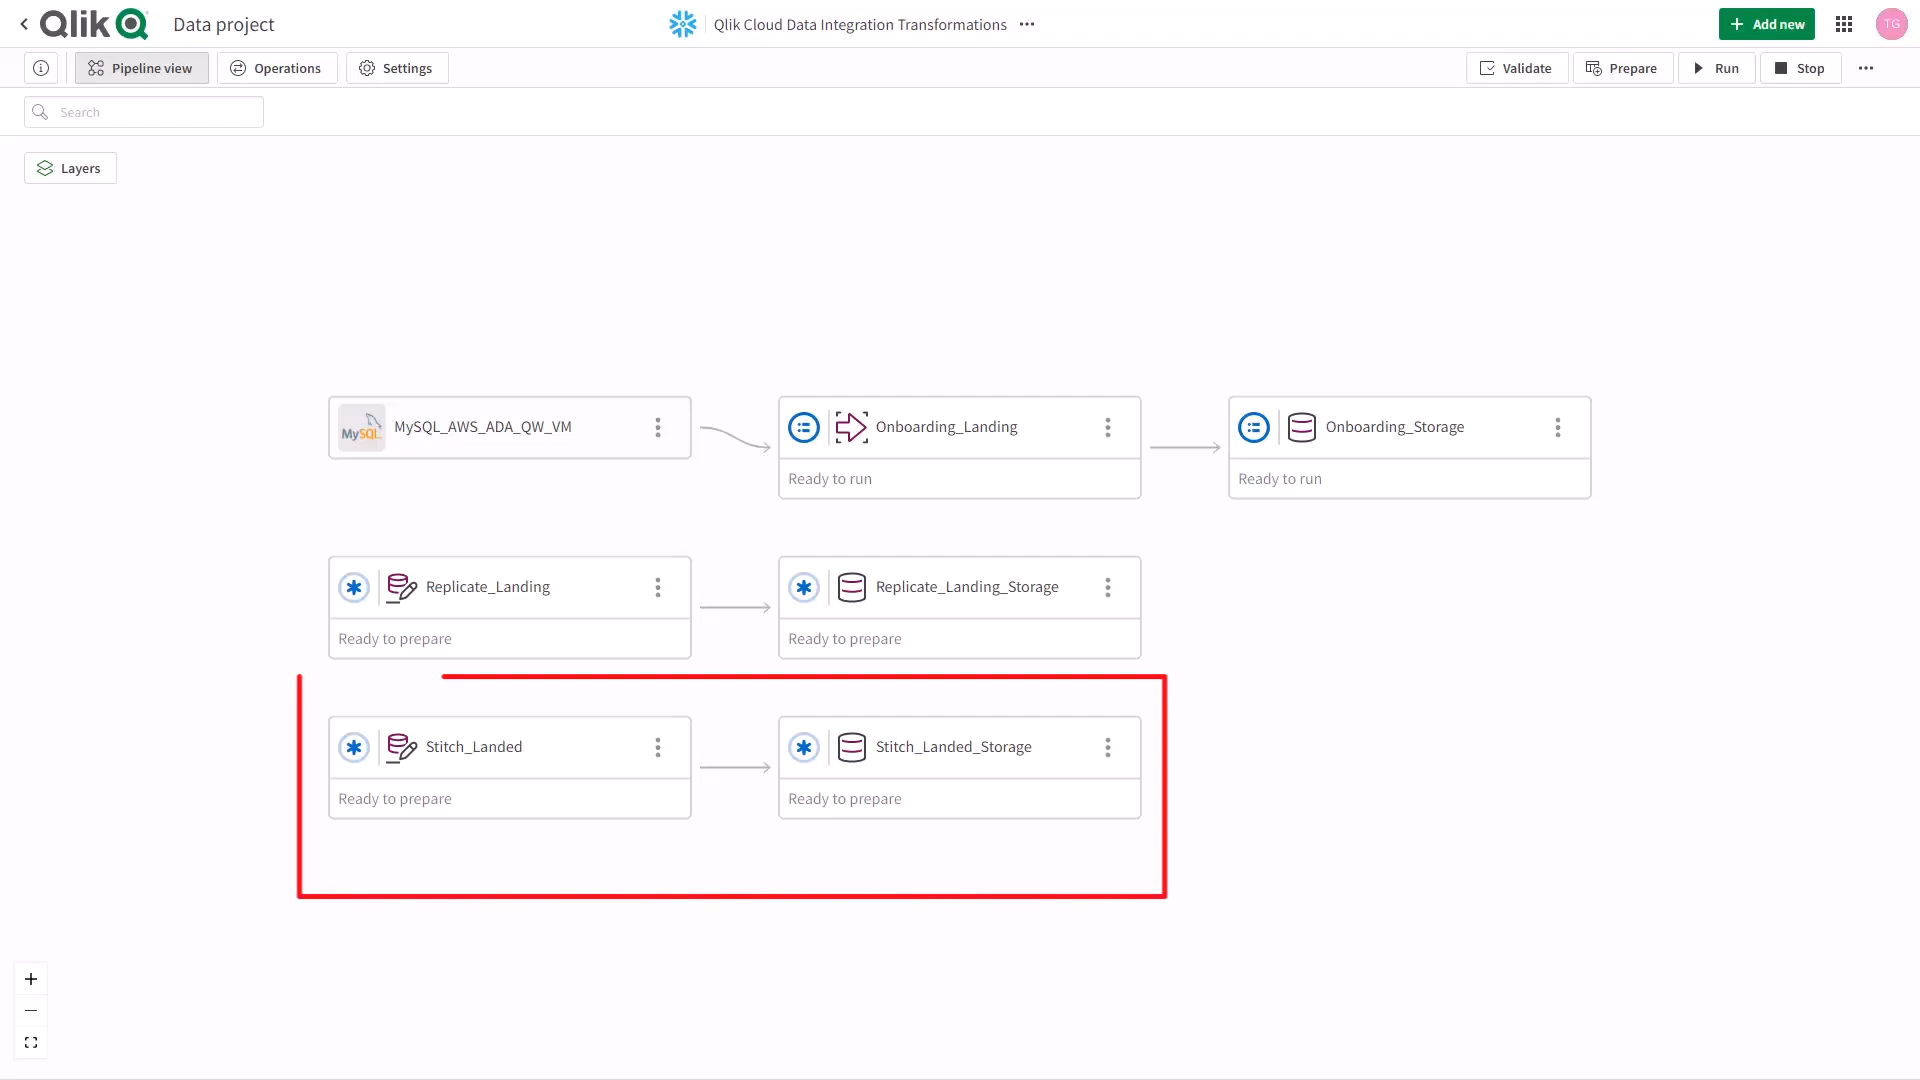 Qlik
Data project
Qlik Cloud Data Integration Transformations
Add new
TG
Pipeline view
Operations
Settings
Validate
Prepare
Run
Stop
Search
Layers
MySQL
MySQL_AWS_ADA_QW_VM
Onboarding_Landing
Ready to run
Onboarding_Storage
Ready to run
Replicate_Landing
Ready to prepare
Replicate_Landing_Storage
Ready to prepare
Stitch_Landed
Ready to prepare
Stitch_Landed_Storage
Ready to prepare